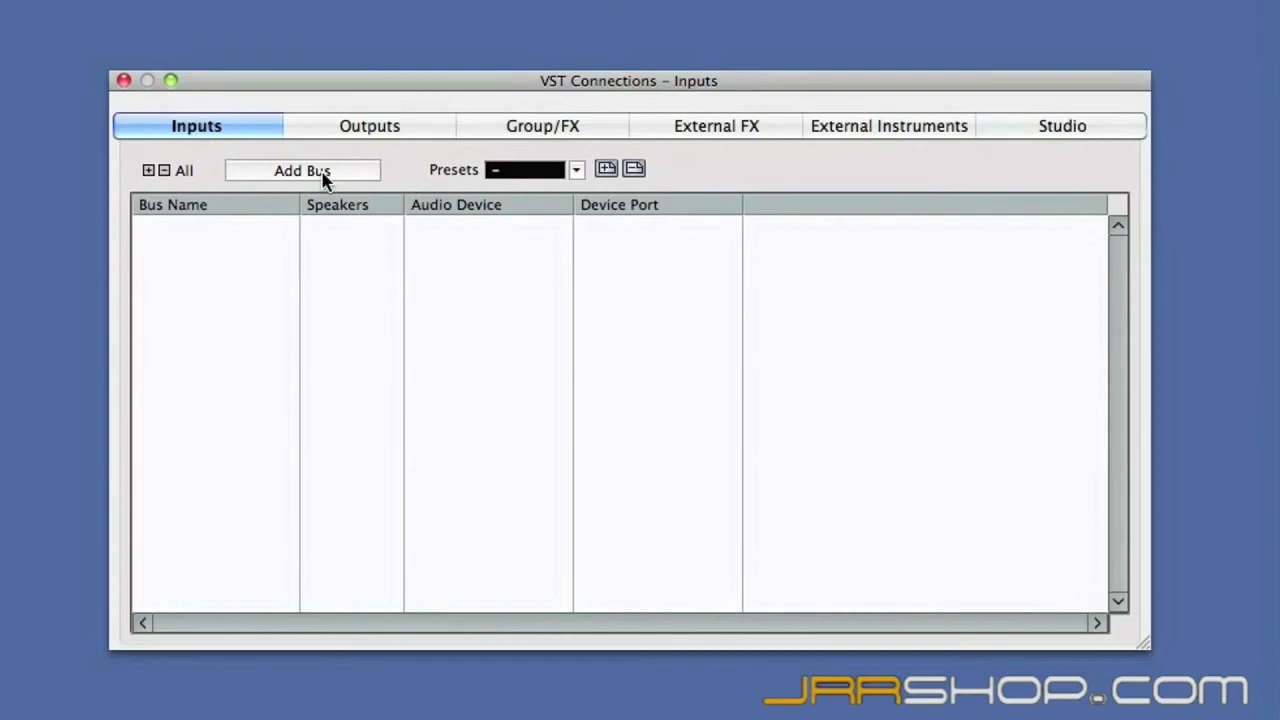 VST Connections – Inputs
Inputs Outputs Group/FX External FX External Instruments Studio
All Add Bus Presets –
Bus Name Speakers Audio Device Device Port
JRRSHOP.COM